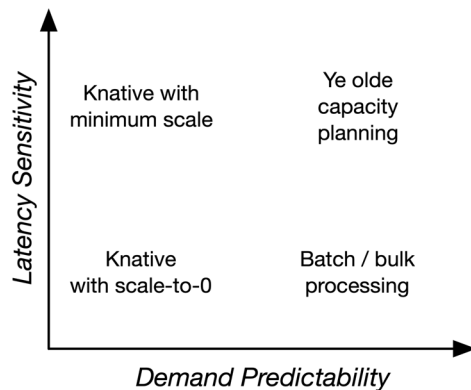 Latency Sensitivity
Knative with
minimum scale
Ye olde
capacity
planning
Knative
with scale-to-0
Batch / bulk
processing
Demand Predictability